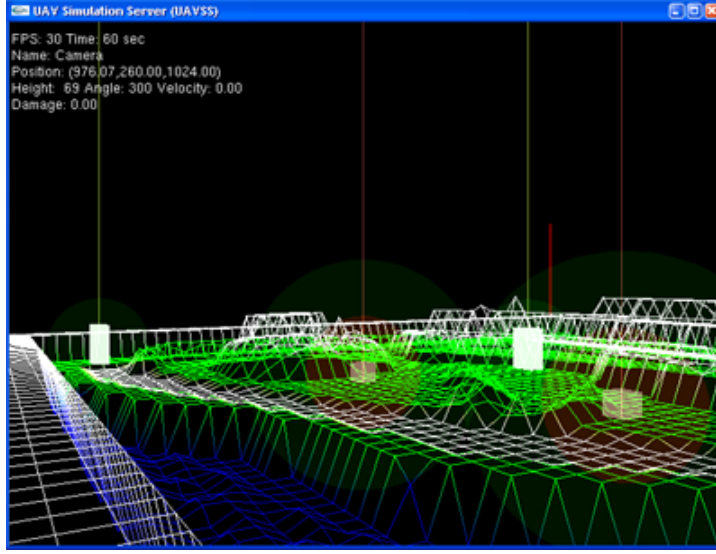 UAV Simulation Server (UAVSS)
FPS: 30 Time: 60 sec
Name: Camera
Position: (976.07,260.00,1024.00)
Height: 69 Angle: 300 Velocity: 0.00
Damage: 0.00